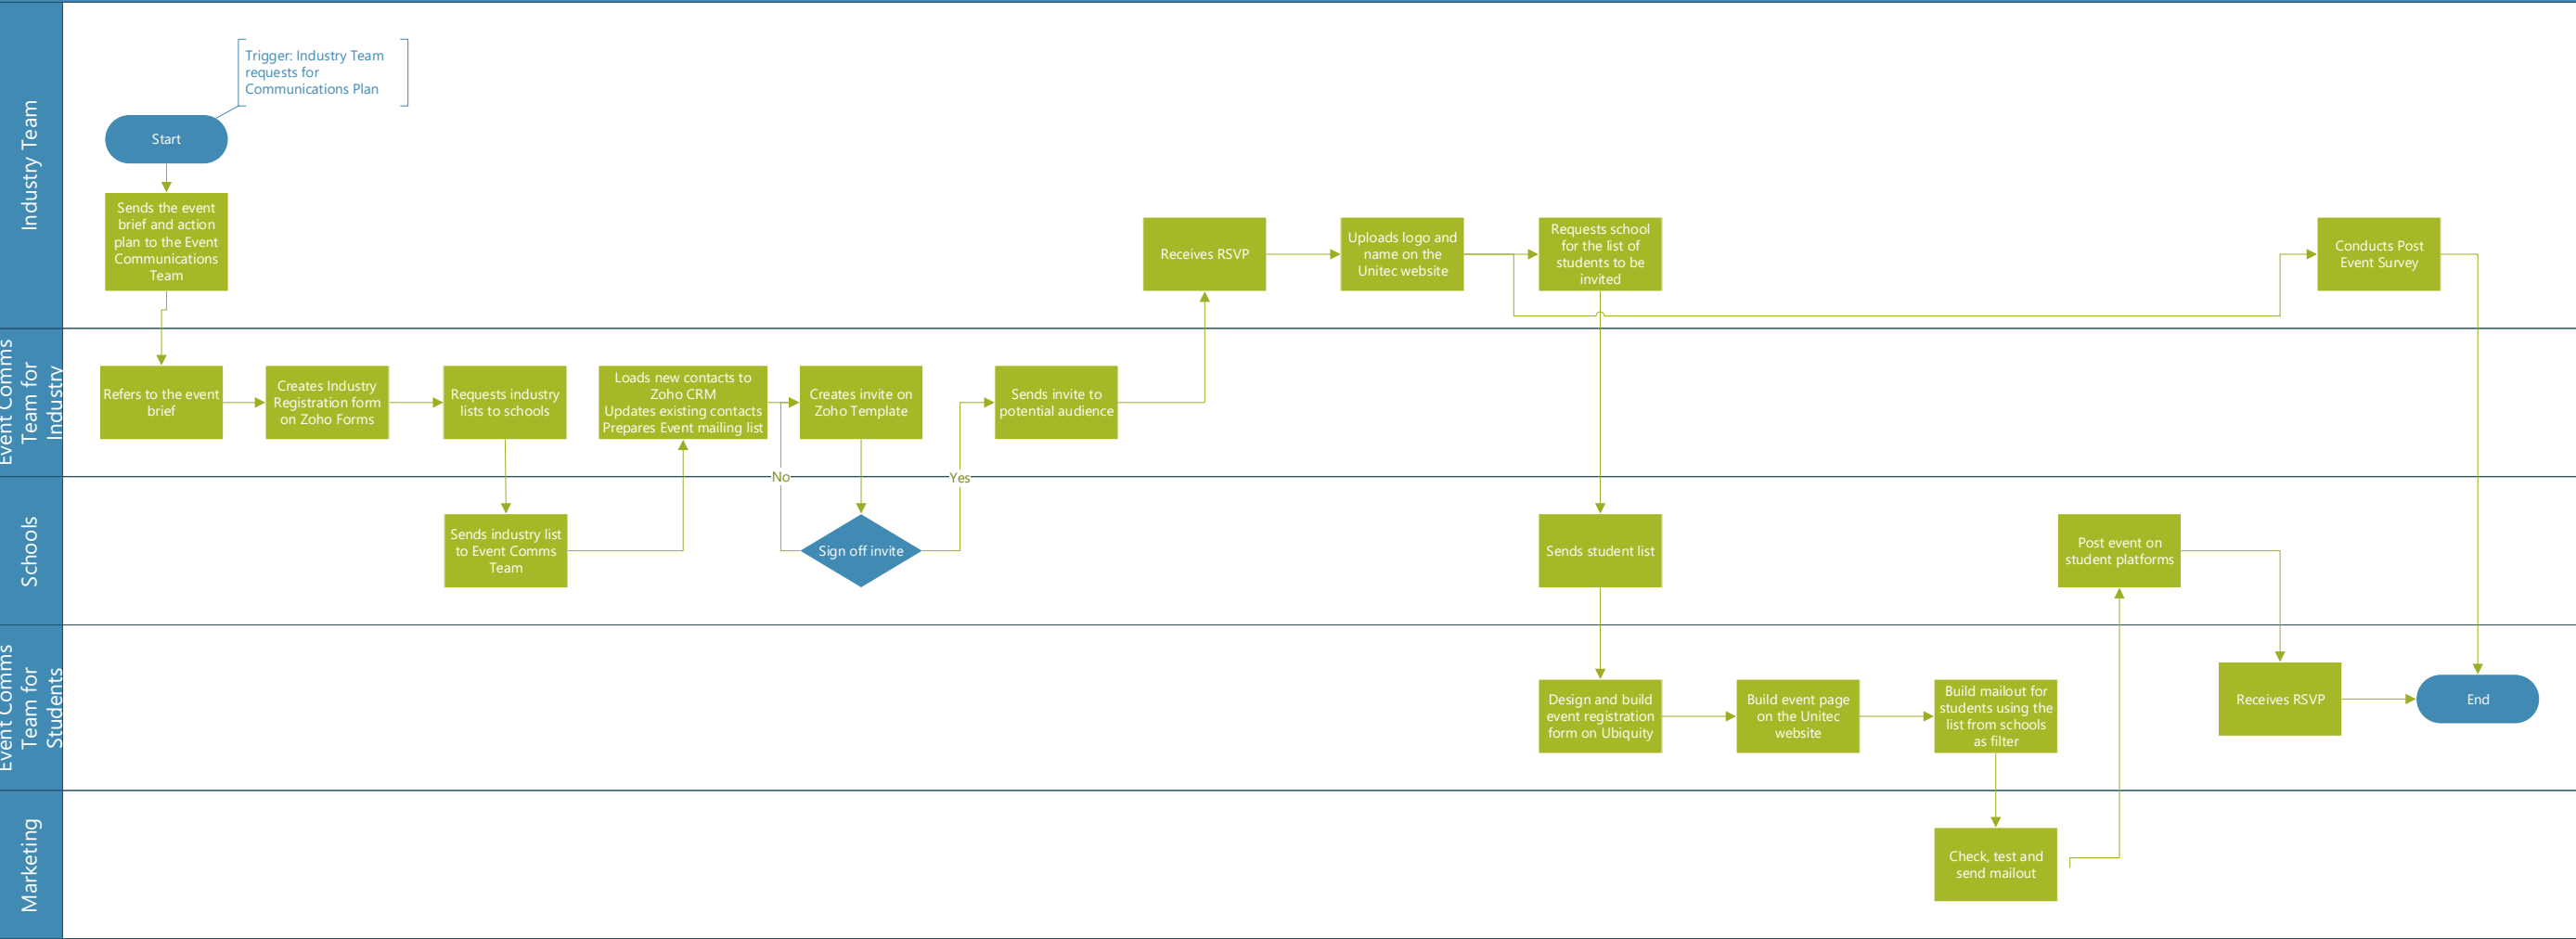 Industry Team
Trigger: Industry Team
requests for
Communications Plan
Start
Sends the event
brief and action
plan to the Event
Communications
Team
Receives RSVP
Uploads logo and
name on the
Unitec website
Requests school
for the list of
students to be
invited
Conducts Post
Event Survey
Event Comms
Team for
Industry
Refers to the event
brief
Creates Industry
Registration form
on Zoho Forms
Requests industry
lists to schools
Loads new contacts to
Zoho CRM
Updates existing contacts
Prepares Event mailing list
Creates invite on
Zoho Template
Sends invite to
potential audience
No
Yes
Schools
Sends industry list
to Event Comms
Team
Sign off invite
Sends student list
Post event on
student platforms
Event Comms
Team for
Students
Design and build
event registration
form on Ubiquity
Build event page
on the Unitec
website
Build mailout for
students using the
list from schools
as filter
Receives RSVP
End
Marketing
Check, test and
send mailout